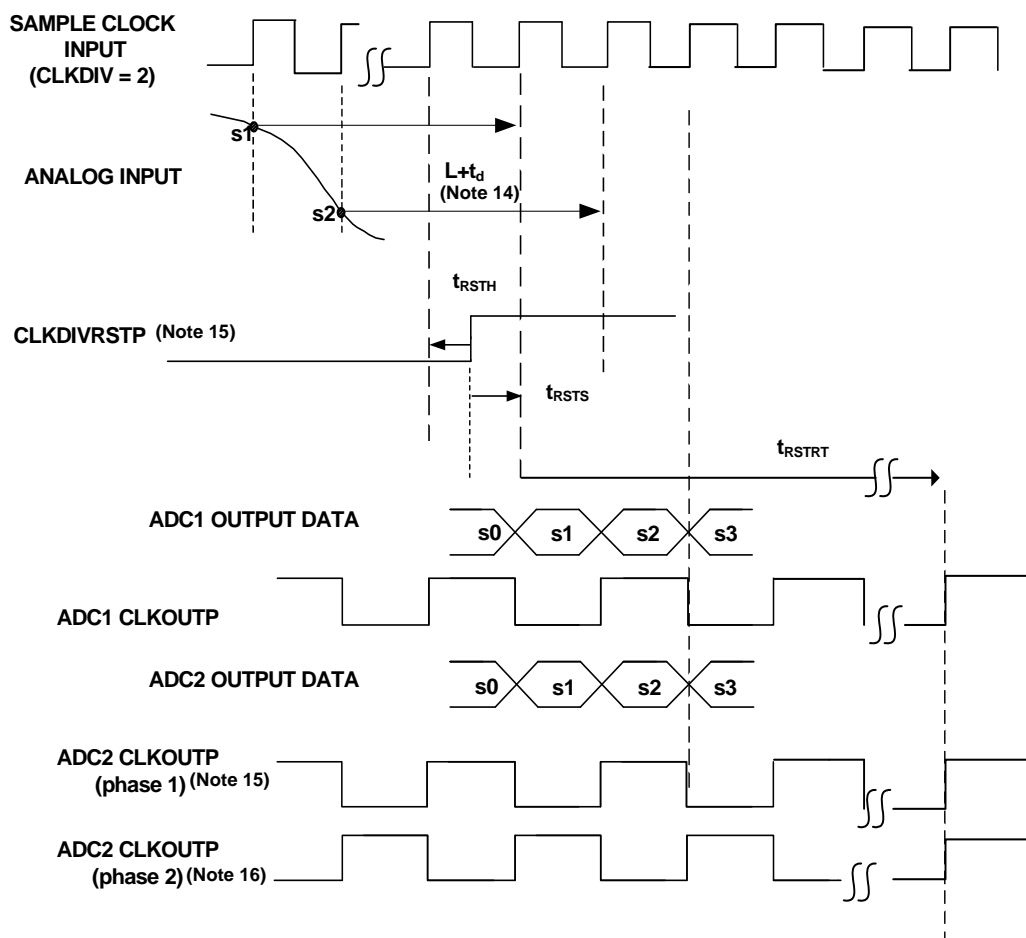 SAMPLE CLOCK
INPUT
(CLKDIV = 2)
s1
ANALOG INPUT
L+td
(Note 14)
s2
tRSTH
CLKDIVRSTP (Note 15)
tRSTS
tRSTRT
ADC1 OUTPUT DATA
s0 s1 s2 s3
ADC1 CLKOUTP
ADC2 OUTPUT DATA
s0 s1 s2 s3
ADC2 CLKOUTP
(phase 1) (Note 15)
ADC2 CLKOUTP
(phase 2) (Note 16)